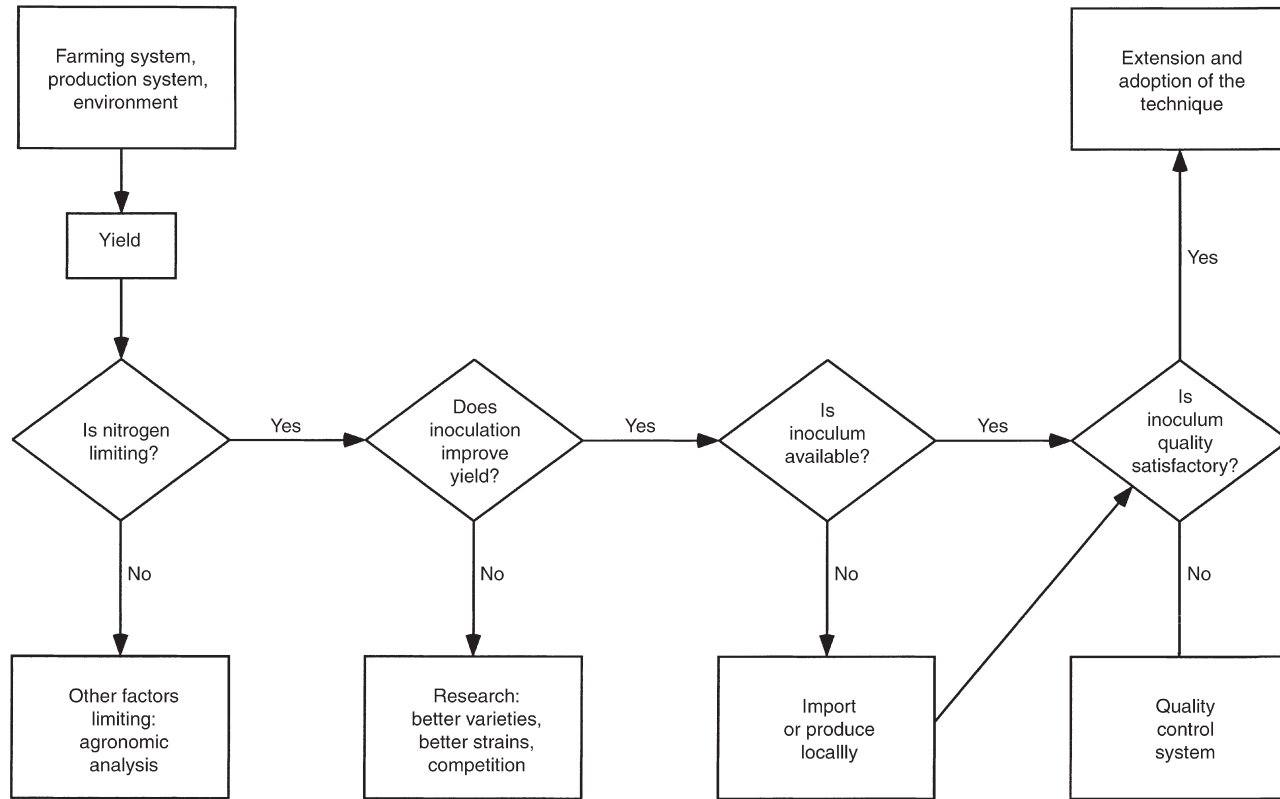 Farming system,
production system,
environment
Extension and
adoption of the
technique
Yield
Yes
Is nitrogen
limiting?
Yes
Does
inoculation
improve
yield?
Yes
Is
inoculum
available?
Yes
Is
inoculum
quality
satisfactory?
No
No
No
No
Other factors
limiting:
agronomic
analysis
Research:
better varieties,
better strains,
competition
Import
or produce
locallly
Quality
control
system